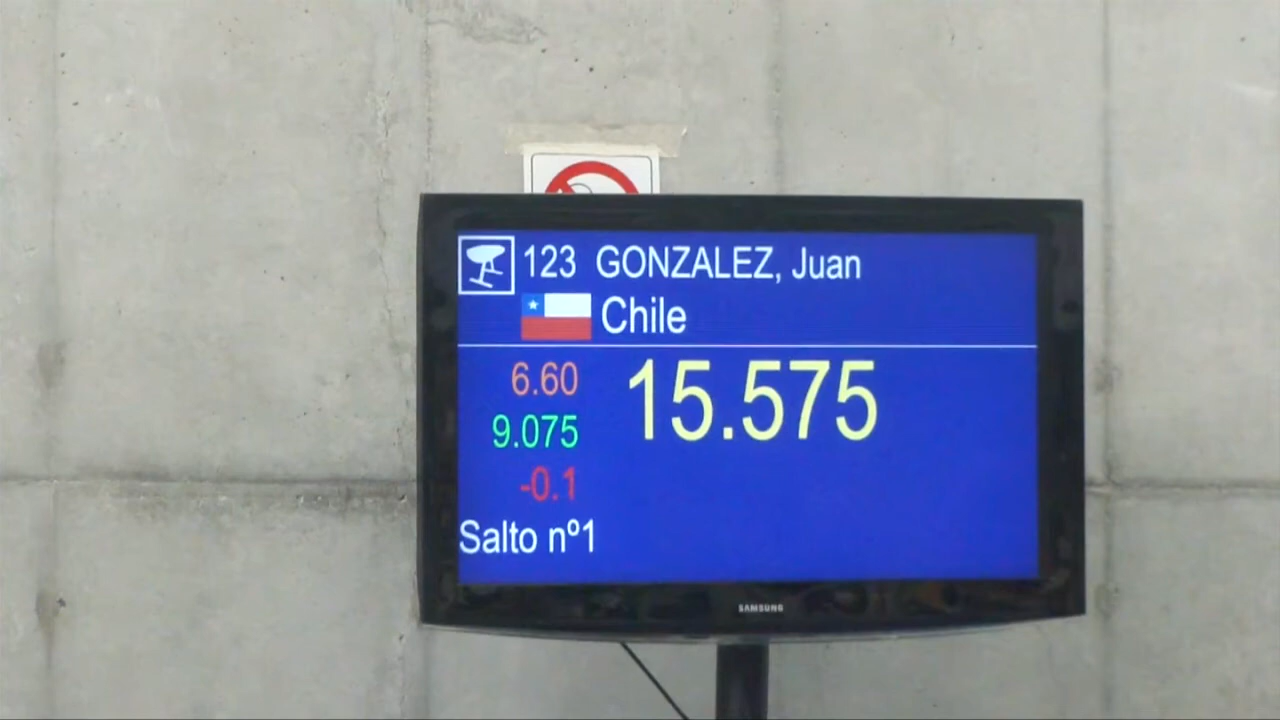 123 GONZALEZ, Juan
Chile
6.60 15.575
9.075
-0.1
Salto nº1
SAMSUNG